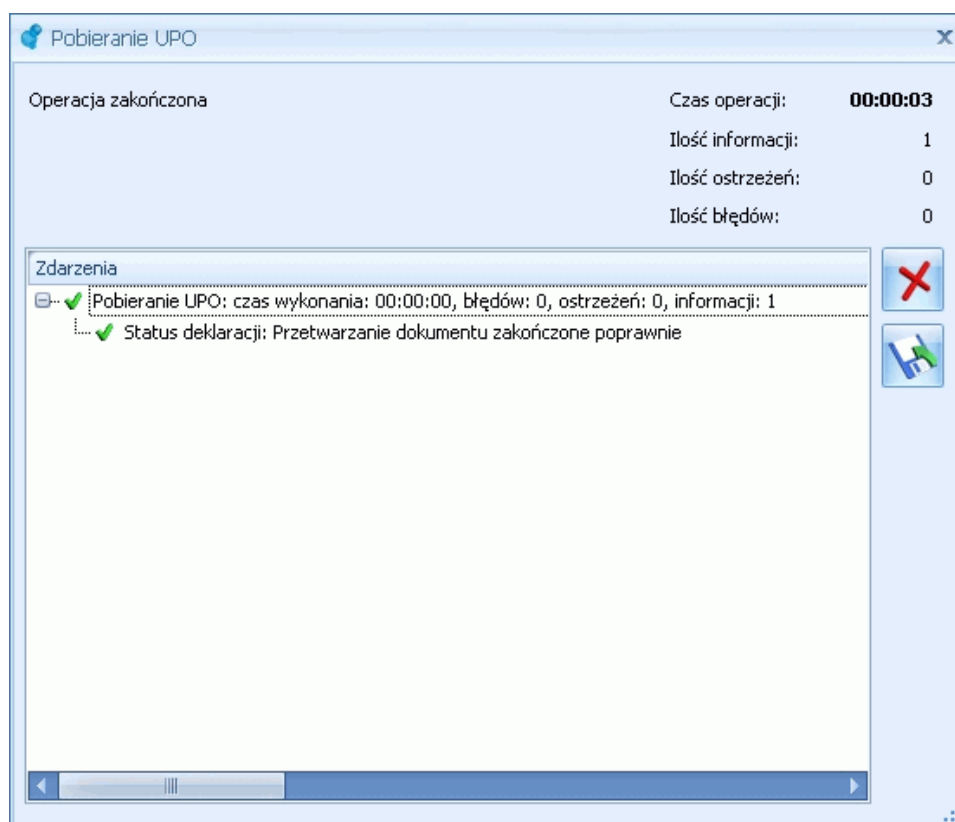 Pobieranie UPO
Operacja zakończona
Czas operacji: 00:00:03
Ilość informacji: 1
Ilość ostrzeżeń: 0
Ilość błędów: 0
Zdarzenia
Pobieranie UPO: czas wykonania: 00:00:00, błędów: 0, ostrzeżeń: 0, informacji: 1
Status deklaracji: Przetwarzanie dokumentu zakończone poprawnie